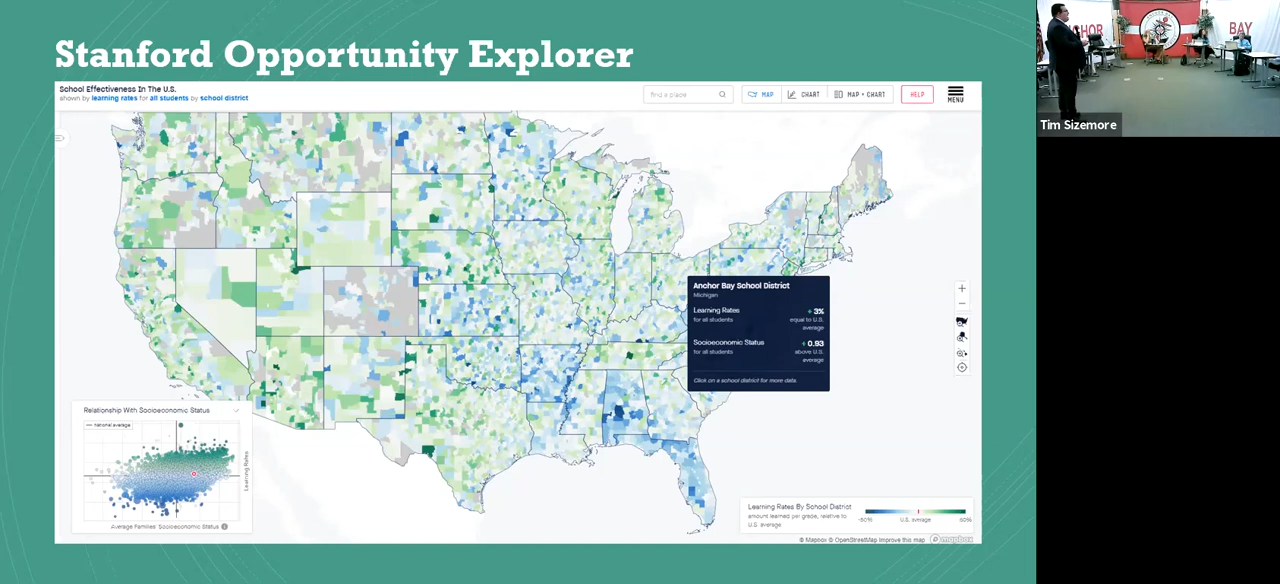 Stanford Opportunity Explorer
School Effectiveness In The U.S.
shown by learning rates for all students by school district
find a place
MAP
CHART
MAP + CHART
HELP
MENU
Anchor Bay School District
Michigan
Learning Rates
for all students
+ 3%
equal to U.S.
average
Socioeconomic Status
for all students
+ 0.93
above U.S.
average
Click on a school district for more data.
Relationship With Socioeconomic Status
national average
Learning Rates
Average Families' Socioeconomic Status
Learning Rates By School District
amount learned per grade, relative to
U.S. average
-50%
U.S. average
50%
© Mapbox © OpenStreetMap Improve this map
mapbox
ANCHOR
BAY
Tim Sizemore